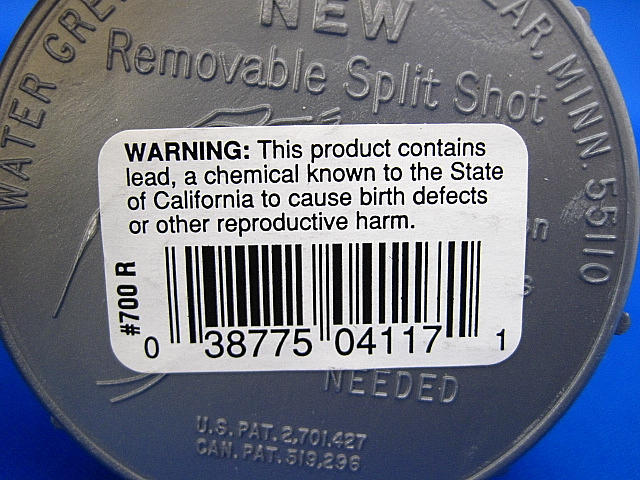 NEW
WATER GRE
EAR, MINN. 55110
Removable Split Shot
WARNING: This product contains
lead, a chemical known to the State
of California to cause birth defects
or other reproductive harm.
#700 R
0 38775 04117 1
NEEDED
U.S. PAT. 2,701,427
CAN. PAT. 519,296